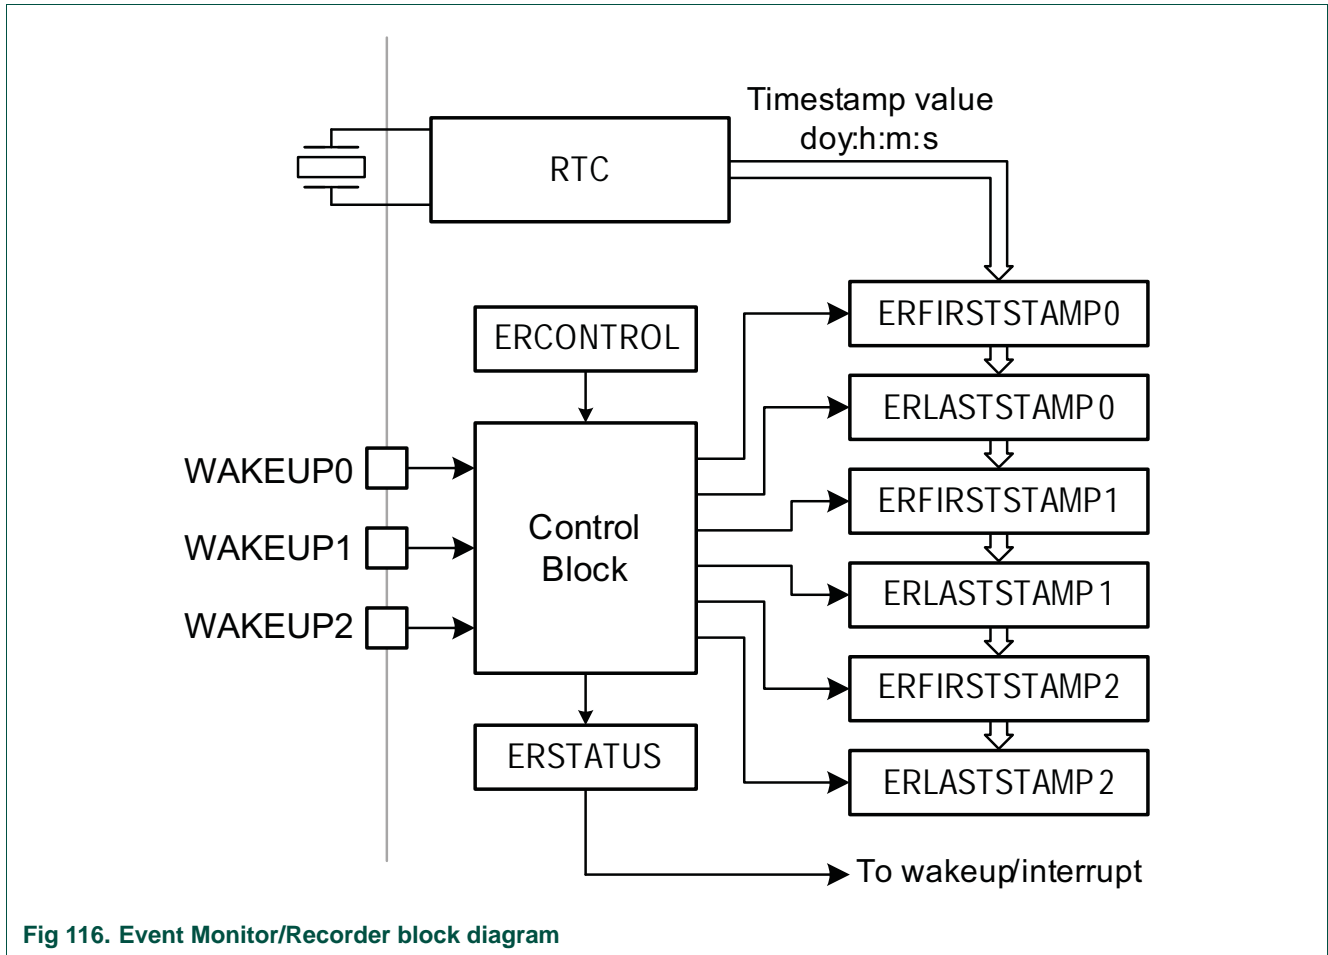 Timestamp value
doy:h:m:s
RTC
ERFIRSTSTAMP0
ERCONTROL
ERLASTSTAMP0
WAKEUP0
ERFIRSTSTAMP1
Control
Block
WAKEUP1
ERLASTSTAMP1
WAKEUP2
ERFIRSTSTAMP2
ERSTATUS
ERLASTSTAMP2
To wakeup/interrupt
Fig 116. Event Monitor/Recorder block diagram